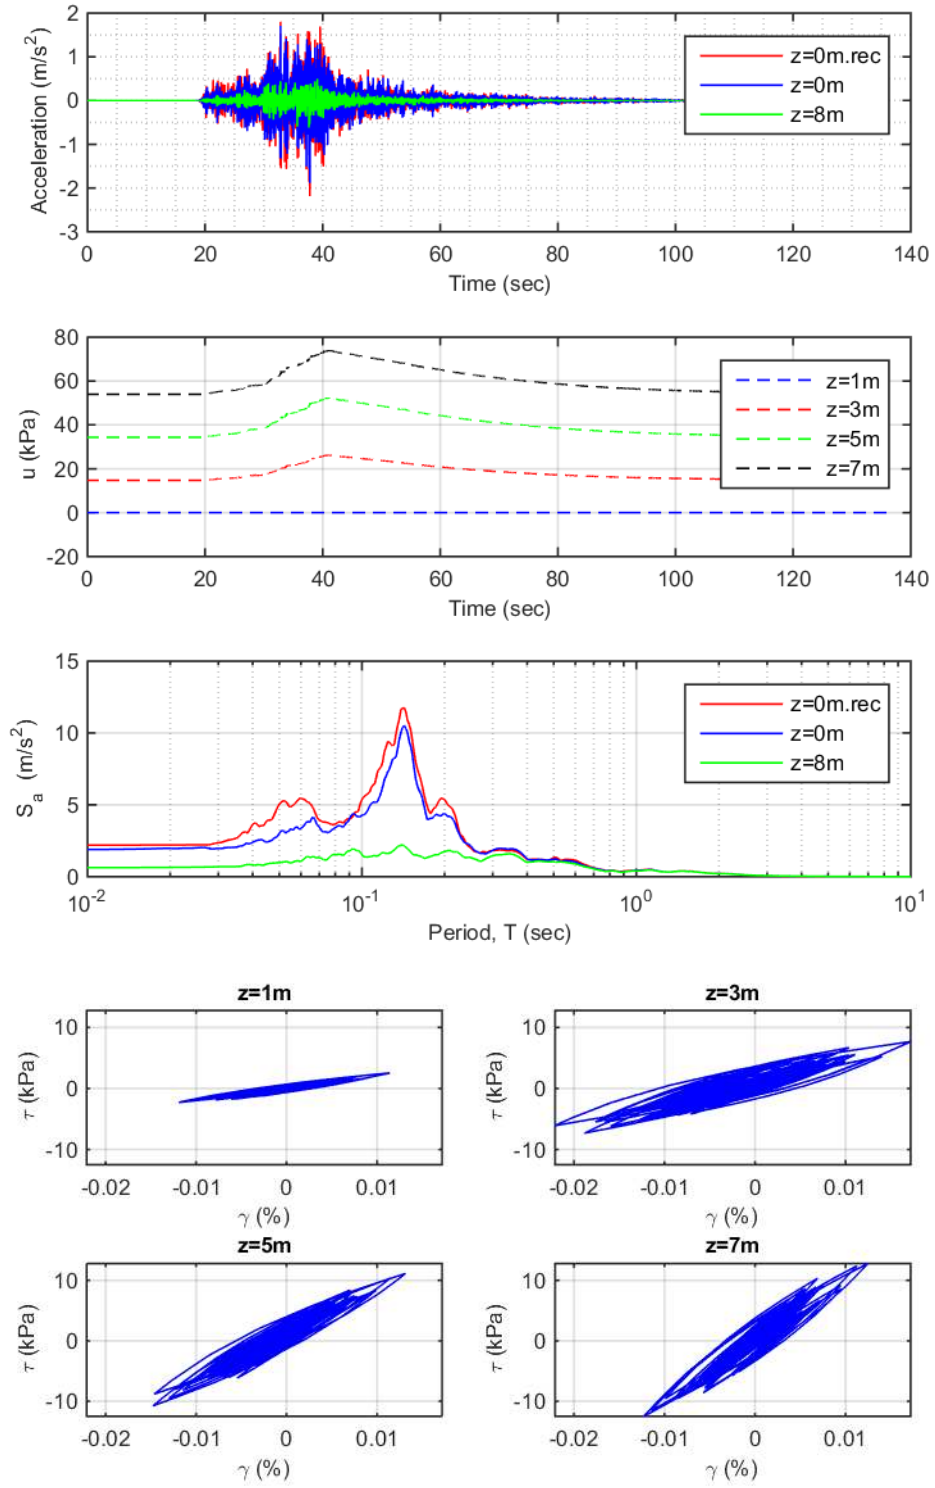 2
1
0
-1
-2
-3
Acceleration (m/s²)
z=0m.rec
z=0m
z=8m
0 20 40 60 80 100 120 140
Time (sec)
80
60
40
20
0
-20
u (kPa)
z=1m
z=3m
z=5m
z=7m
0 20 40 60 80 100 120 140
Time (sec)
15
10
5
0
Sₐ (m/s²)
z=0m.rec
z=0m
z=8m
10⁻² 10⁻¹ 10⁰ 10¹
Period, T (sec)
z=1m
10
0
-10
τ (kPa)
-0.02 -0.01 0 0.01
γ (%)
z=3m
10
0
-10
τ (kPa)
-0.02 -0.01 0 0.01
γ (%)
z=5m
10
0
-10
τ (kPa)
-0.02 -0.01 0 0.01
γ (%)
z=7m
10
0
-10
τ (kPa)
-0.02 -0.01 0 0.01
γ (%)